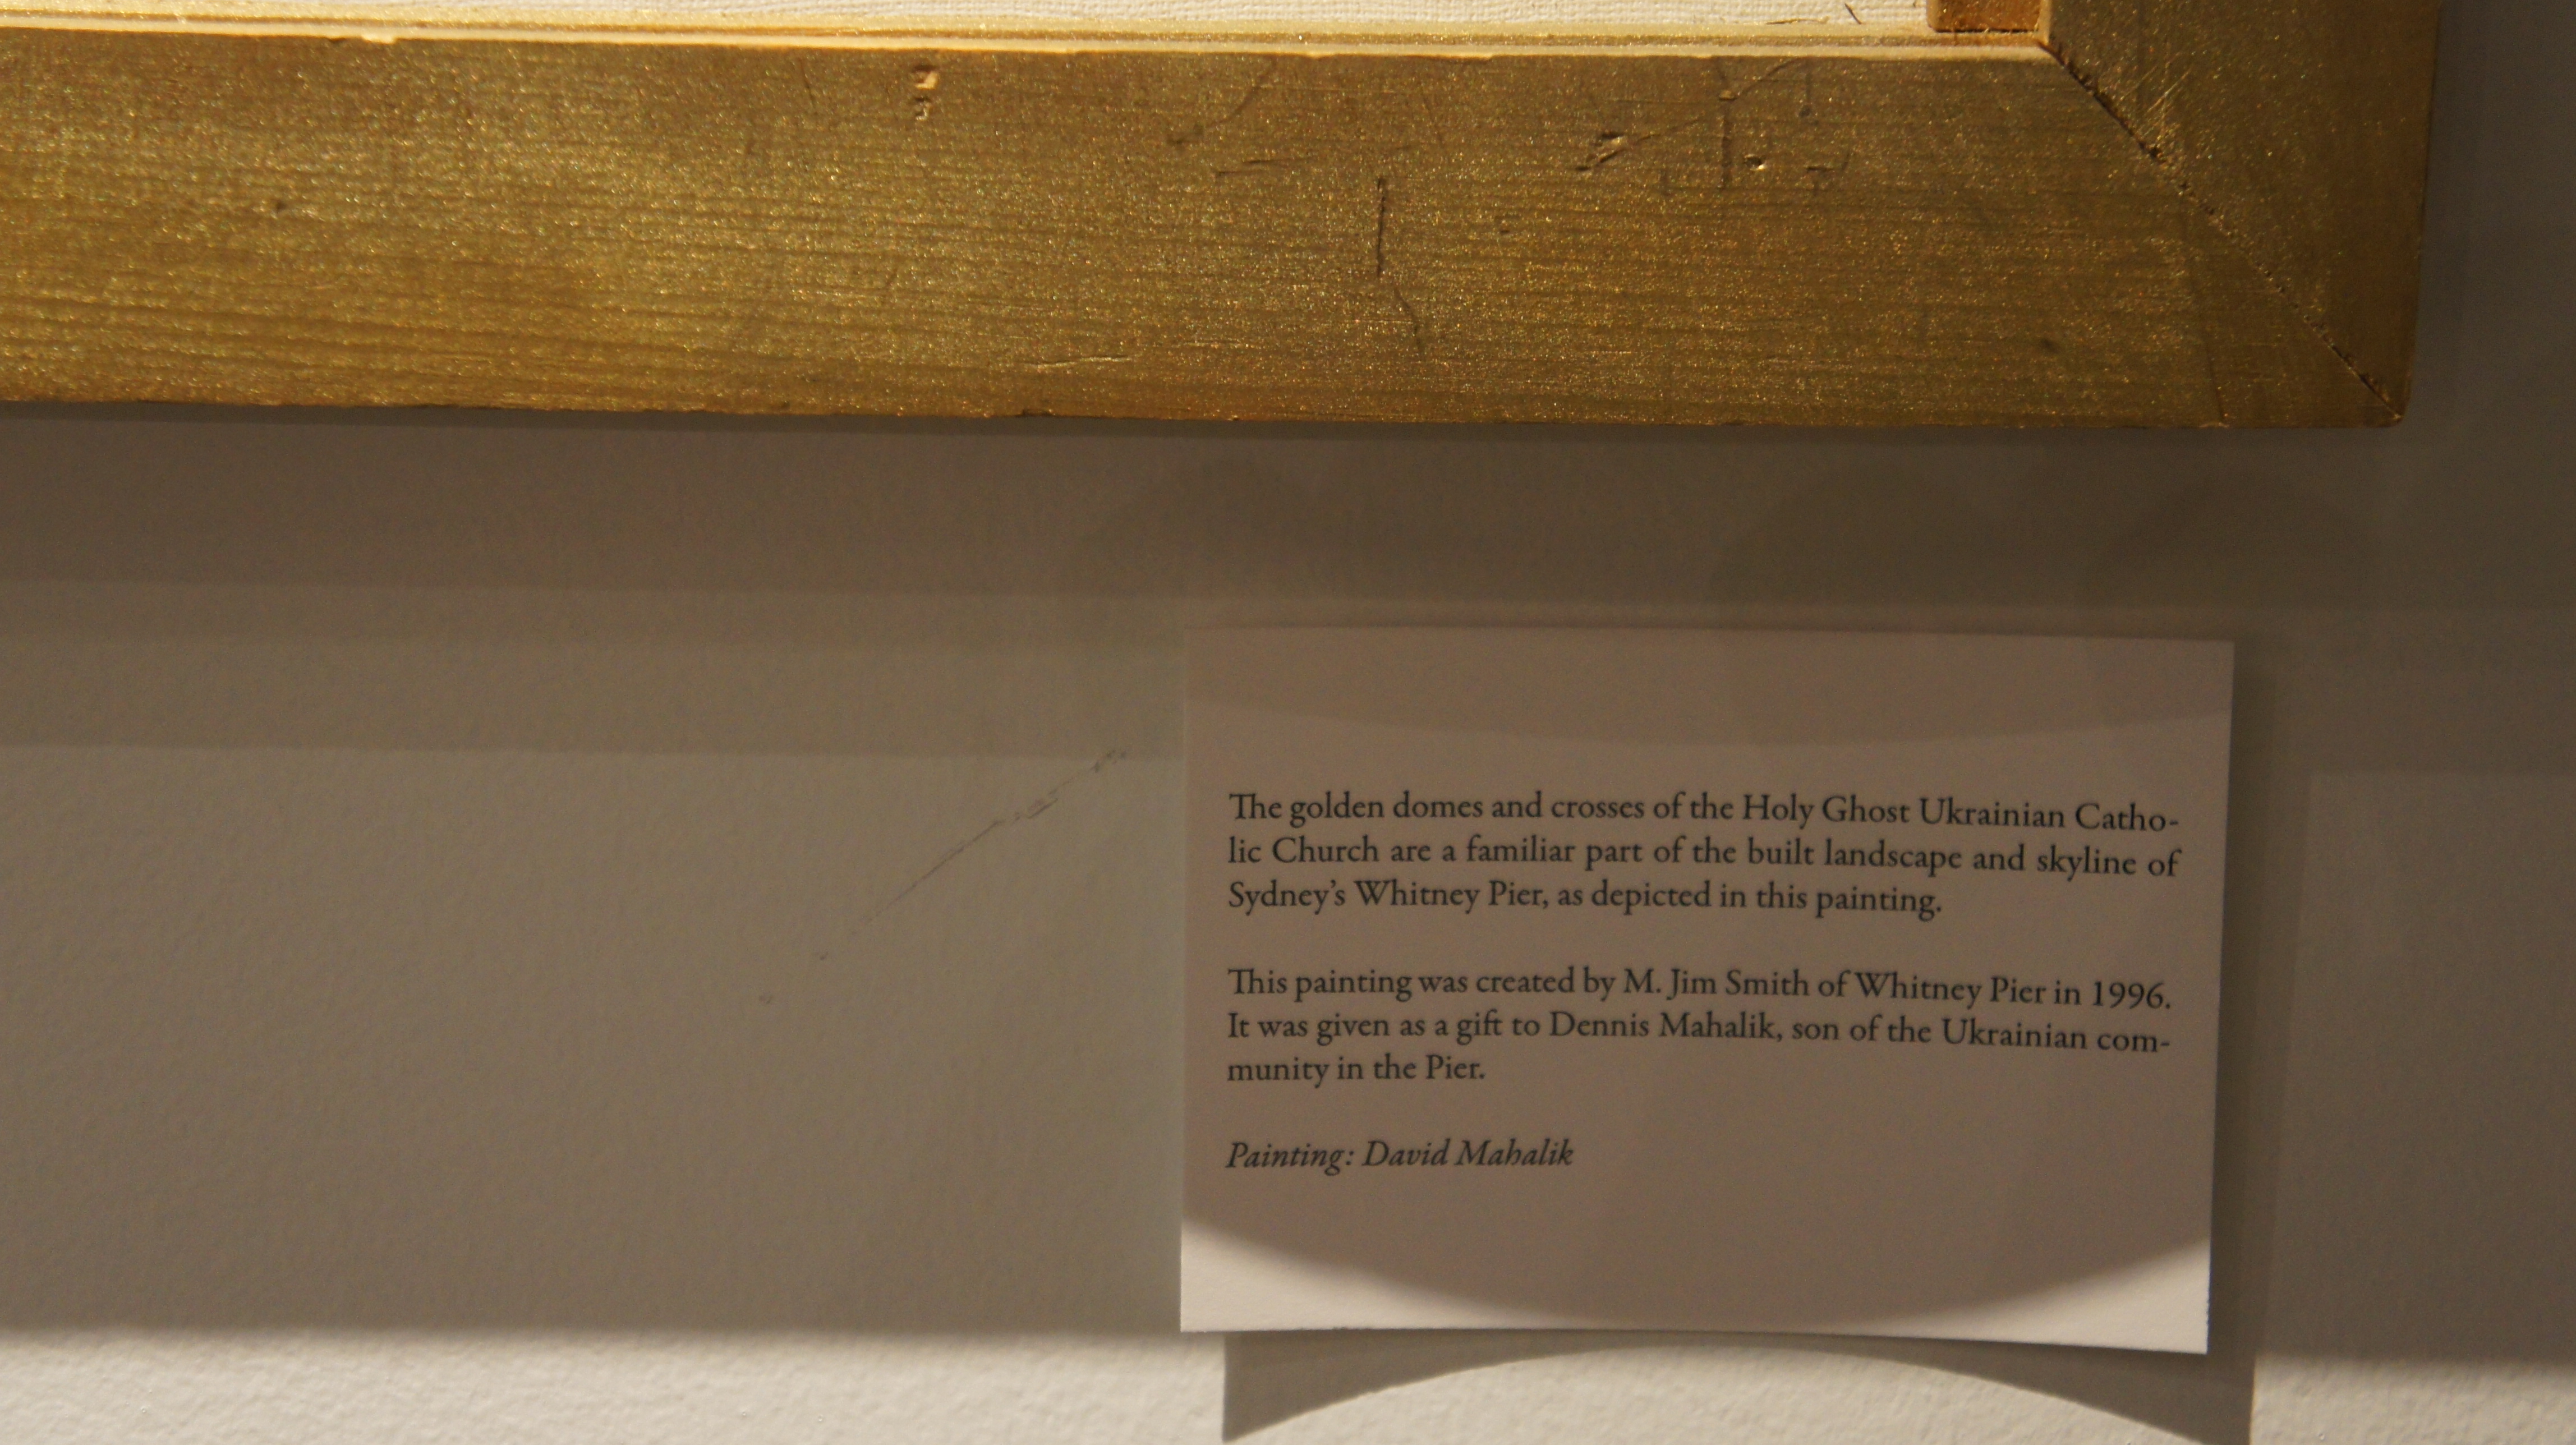 The golden domes and crosses of the Holy Ghost Ukrainian Catho-
lic Church are a familiar part of the built landscape and skyline of
Sydney's Whitney Pier, as depicted in this painting.
This painting was created by M. Jim Smith of Whitney Pier in 1996.
It was given as a gift to Dennis Mahalik, son of the Ukrainian com-
munity in the Pier.
Painting: David Mahalik